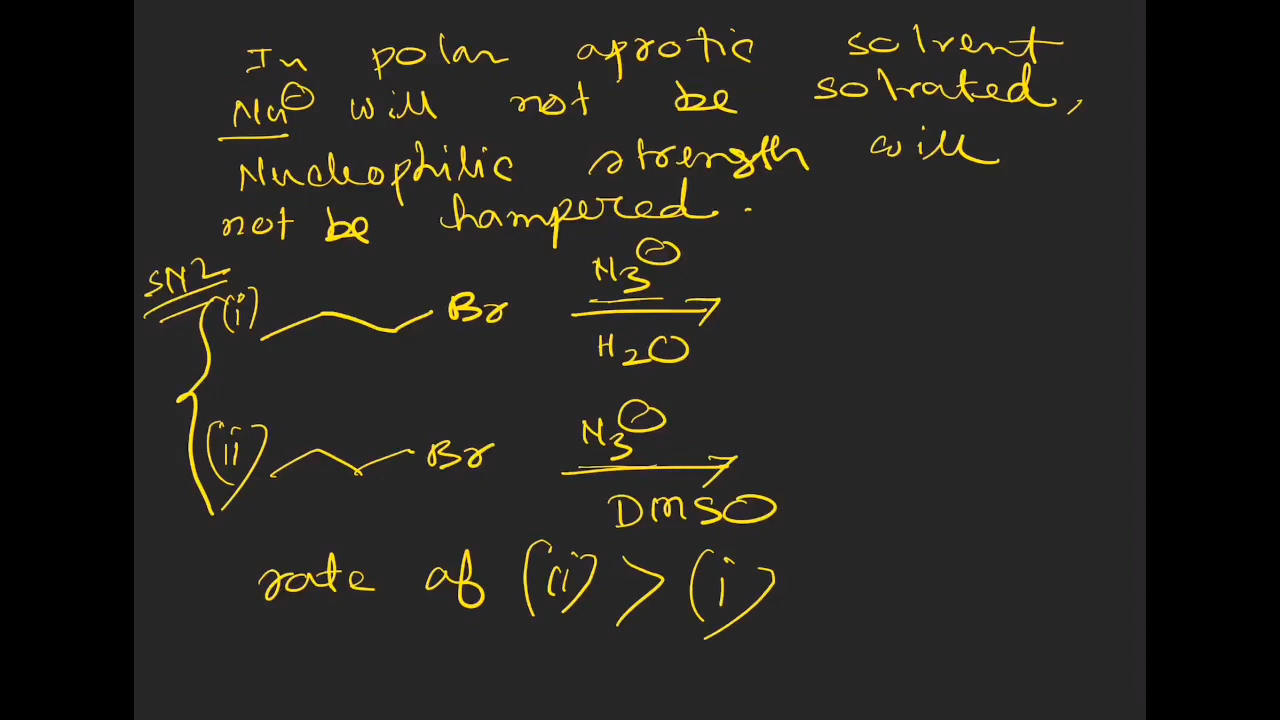 In polar aprotic solvent
Nu⊖ will not be solvated,
Nucleophilic strength will
not be hampered.
SN2
(i) Br N3⊖ H2O
(ii) Br N3⊖ DMSO
rate of (ii) > (i)